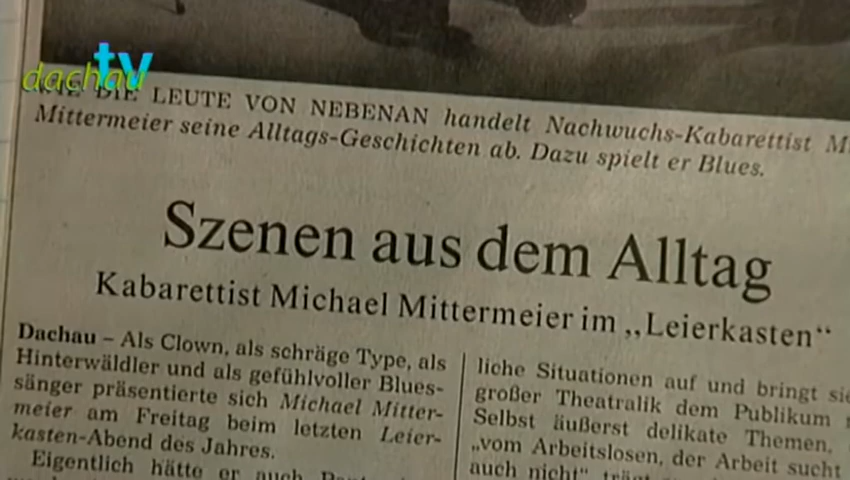 tv
dachau
DIE LEUTE VON NEBENAN handelt Nachwuchs-Kabarettist
Mittermeier seine Alltags-Geschichten ab. Dazu spielt er Blues.
Szenen aus dem Alltag
Kabarettist Michael Mittermeier im „Leierkasten“
Dachau – Als Clown, als schräge Type, als
Hinterwäldler und als gefühlvoller Blues-
sänger präsentierte sich Michael Mitter-
meier am Freitag beim letzten Leier-
kasten-Abend des Jahres.
Eigentlich hätte er auch
liche Situationen auf und bringt
großer Theatralik dem Publikum
Selbst äußerst delikate Themen,
„vom Arbeitslosen, der Arbeit sucht
auch nicht“